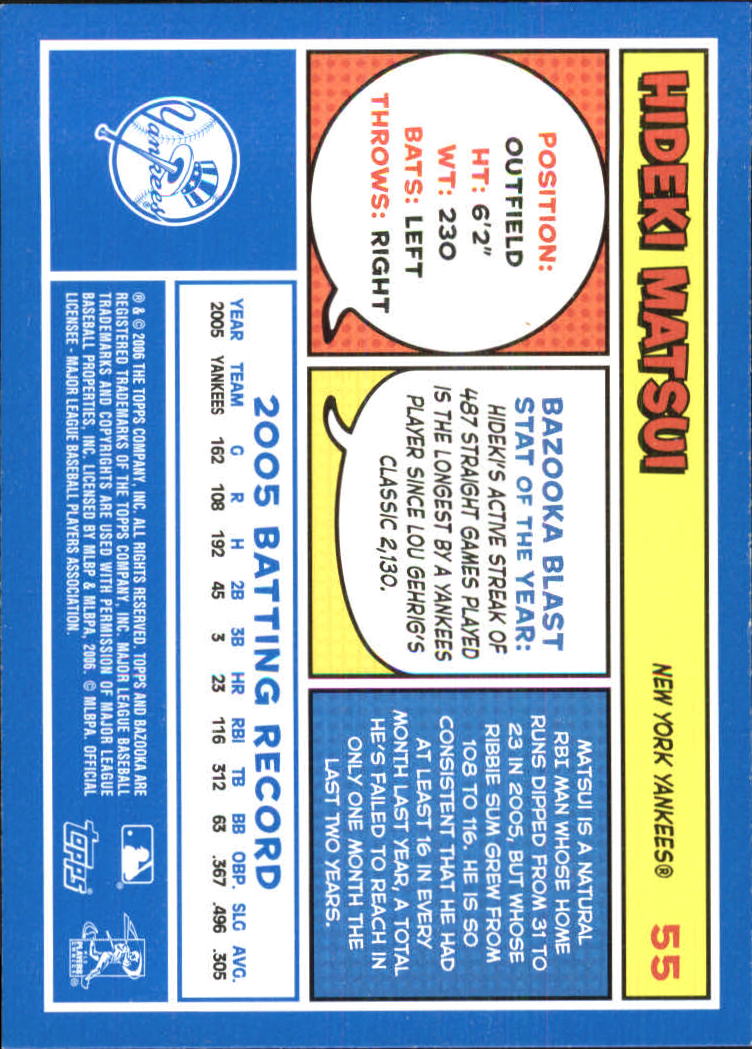 HIDEKI MATSUI NEW YORK YANKEES® 55
POSITION:
OUTFIELD
HT: 6'2"
WT: 230
BATS: LEFT
THROWS: RIGHT
BAZOOKA BLAST
STAT OF THE YEAR:
HIDEKI'S ACTIVE STREAK OF
487 STRAIGHT GAMES PLAYED
IS THE LONGEST BY A YANKEES
PLAYER SINCE LOU GEHRIG'S
CLASSIC 2,130.
MATSUI IS A NATURAL
RBI MAN WHOSE HOME
RUNS DIPPED FROM 31 TO
23 IN 2005, BUT WHOSE
RIBBIE SUM GREW FROM
108 TO 116. HE IS SO
CONSISTENT THAT HE HAD
AT LEAST 16 IN EVERY
MONTH LAST YEAR, A TOTAL
HE'S FAILED TO REACH IN
ONLY ONE MONTH THE
LAST TWO YEARS.
Yankees®
2005 BATTING RECORD
YEAR TEAM G R H 2B 3B HR RBI TB BB OBP. SLG AVG.
2005 YANKEES 162 108 192 45 3 23 116 312 63 .367 .496 .305
® & © 2006 THE TOPPS COMPANY, INC. ALL RIGHTS RESERVED. TOPPS AND BAZOOKA ARE
REGISTERED TRADEMARKS OF THE TOPPS COMPANY, INC. MAJOR LEAGUE BASEBALL
TRADEMARKS AND COPYRIGHTS ARE USED WITH PERMISSION OF MAJOR LEAGUE
BASEBALL PROPERTIES, INC. LICENSED BY MLBP & MLBPA, 2006. © MLBPA. OFFICIAL
LICENSEE - MAJOR LEAGUE BASEBALL PLAYERS ASSOCIATION.
topps®
PLAYERS